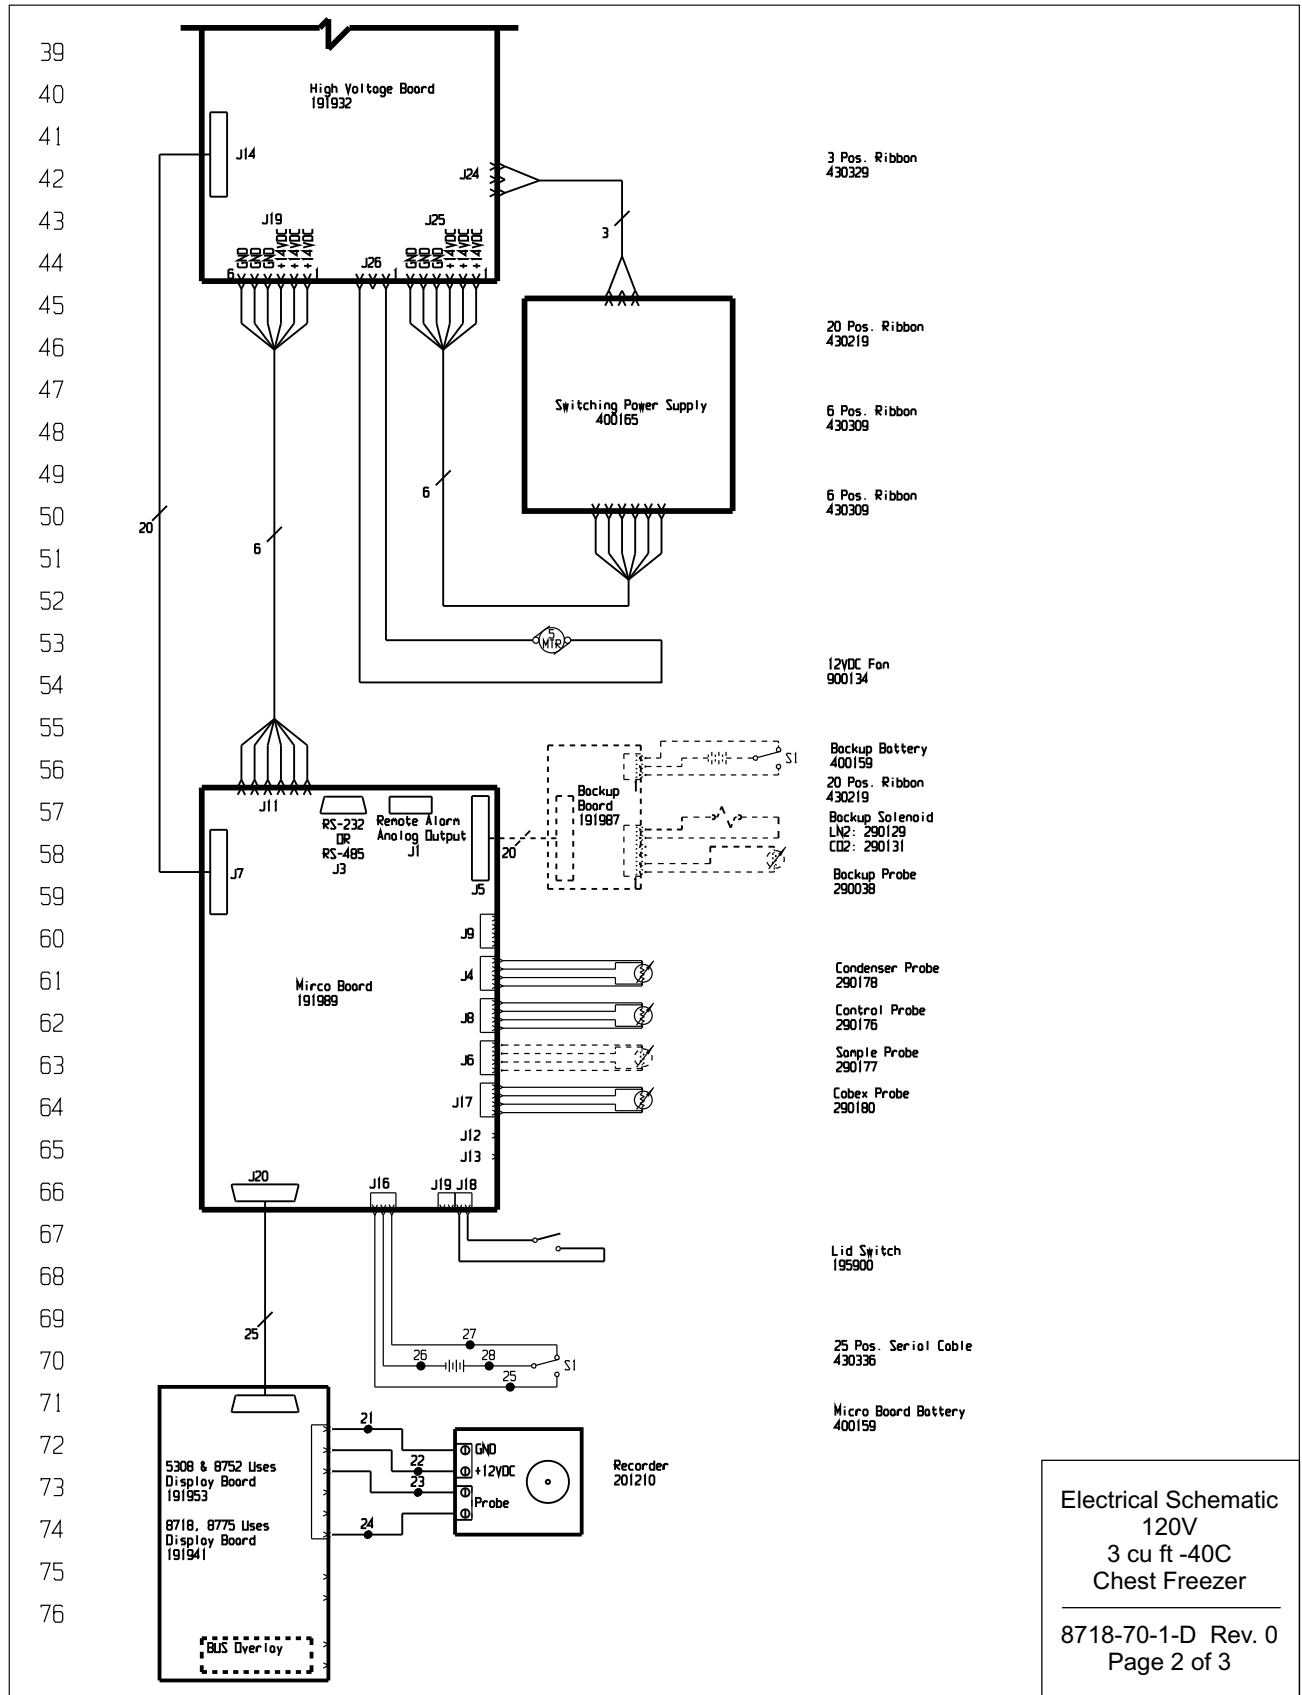 39
40
41
42
43
44
45
46
47
48
49
50
51
52
53
54
55
56
57
58
59
60
61
62
63
64
65
66
67
68
69
70
71
72
73
74
75
76
High Voltage Board
191932
J14
J24
J19
J25
GND
GND
GND
+14VDC
+14VDC
+14VDC
J26
GND
GND
GND
+14VDC
+14VDC
+14VDC
6
1
1
1
3
Switching Power Supply
400165
20
6
6
5
MTR
3 Pos. Ribbon
430329
20 Pos. Ribbon
430219
6 Pos. Ribbon
430309
6 Pos. Ribbon
430309
12VDC Fan
900134
Backup Battery
400159
20 Pos. Ribbon
430219
Backup Solenoid
LN2: 290129
CO2: 290131
Backup Probe
290038
S1
Backup
Board
191987
20
J11
RS-232
OR
RS-485
J3
Remote Alarm
Analog Output
J1
J5
J7
J9
J4
J8
J6
J17
J12
J13
Mirco Board
191989
Condenser Probe
290178
Control Probe
290176
Sample Probe
290177
Cobex Probe
290180
J20
J16
J19
J18
Lid Switch
195900
25
27
26
28
25
S1
25 Pos. Serial Cable
430336
Micro Board Battery
400159
5308 & 8752 Uses
Display Board
191953
8718, 8775 Uses
Display Board
191941
BUS Overlay
21
22
23
24
GND
+12VDC
Probe
Recorder
201210
Electrical Schematic
120V
3 cu ft -40C
Chest Freezer
8718-70-1-D Rev. 0
Page 2 of 3